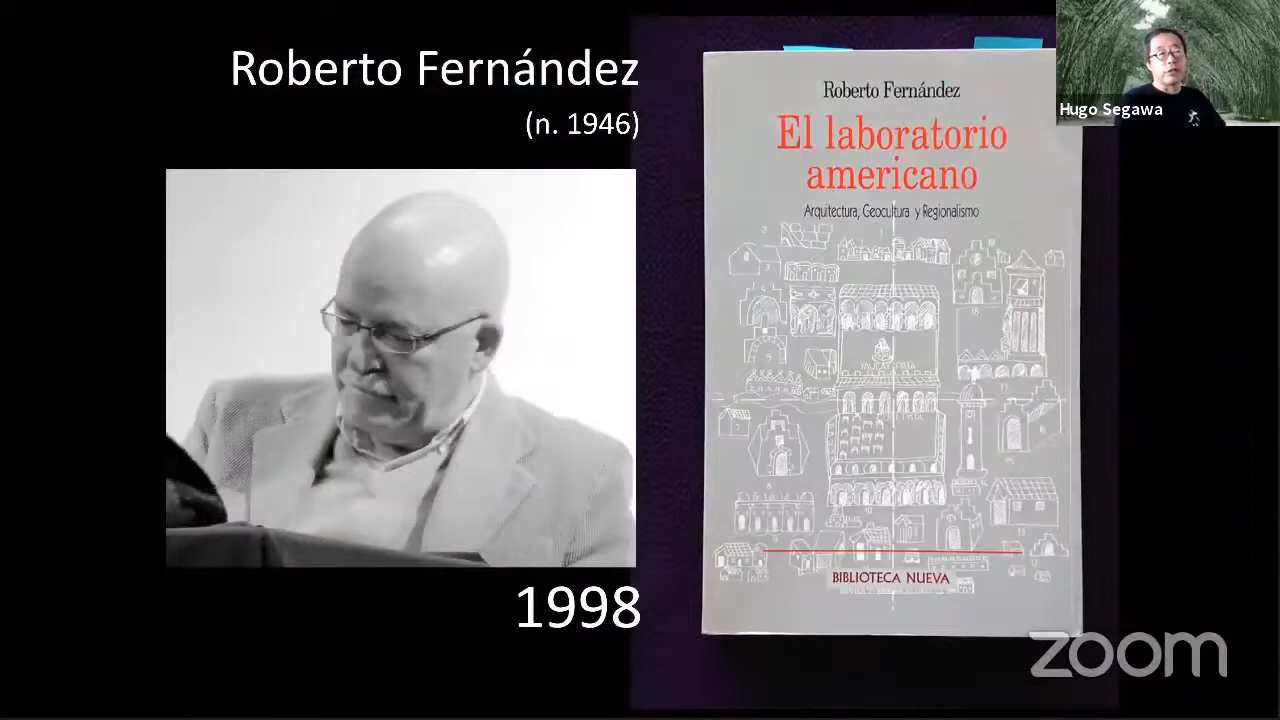 Roberto Fernández
(n. 1946)
1998
Roberto Fernández
El laboratorio
americano
Arquitectura, Geocultura y Regionalismo
BIBLIOTECA NUEVA
Hugo Segawa
zoom